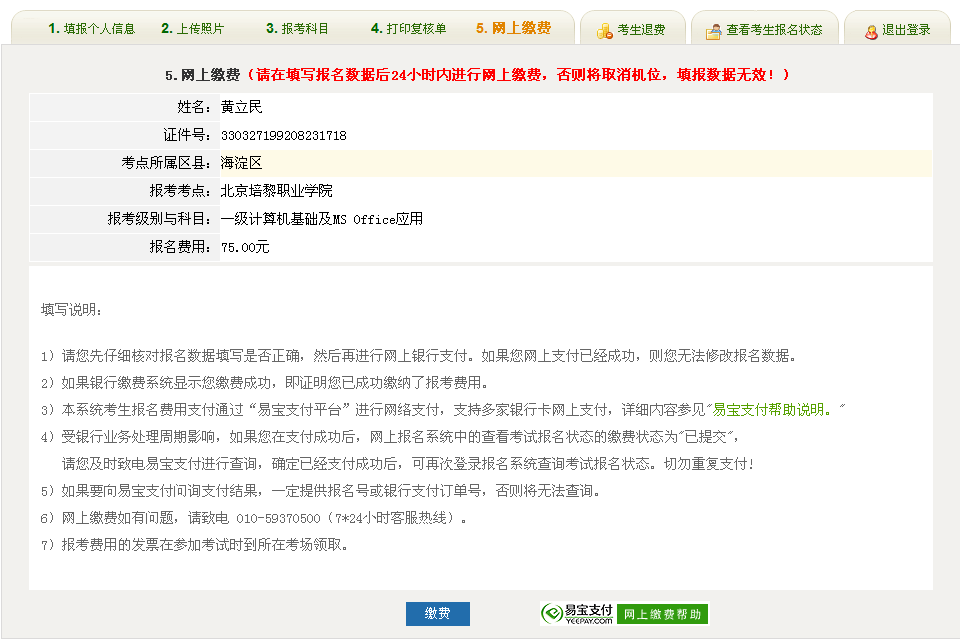 1. 填报个人信息 2. 上传照片 3. 报考科目 4. 打印复核单 5. 网上缴费 考生退费 查看考生报名状态 退出登录
5. 网上缴费（请在填写报名数据后24小时内进行网上缴费，否则将取消机位，填报数据无效！）
姓名：黄立民
证件号：330327199208231718
考点所属区县：海淀区
报考考点：北京培黎职业学院
报考级别与科目：一级计算机基础及MS Office应用
报名费用：75.00元
填写说明：
1）请您先仔细核对报名数据填写是否正确，然后再进行网上银行支付。如果您网上支付已经成功，则您无法修改报名数据。
2）如果银行缴费系统显示您缴费成功，即证明您已成功缴纳了报考费用。
3）本系统考生报名费用支付通过“易宝支付平台”进行网络支付，支持多家银行卡网上支付，详细内容参见"易宝支付帮助说明。"
4）受银行业务处理周期影响，如果您在支付成功后，网上报名系统中的查看考试报名状态的缴费状态为"已提交"，
请您及时致电易宝支付进行查询，确定已经支付成功后，可再次登录报名系统查询考试报名状态。切勿重复支付！
5）如果要向易宝支付问询支付结果，一定提供报名号或银行支付订单号，否则将无法查询。
6）网上缴费如有问题，请致电 010-59370500（7*24小时客服热线）。
7）报考费用的发票在参加考试时到所在考场领取。
缴费 易宝支付 网上缴费帮助
YEEPAY.COM